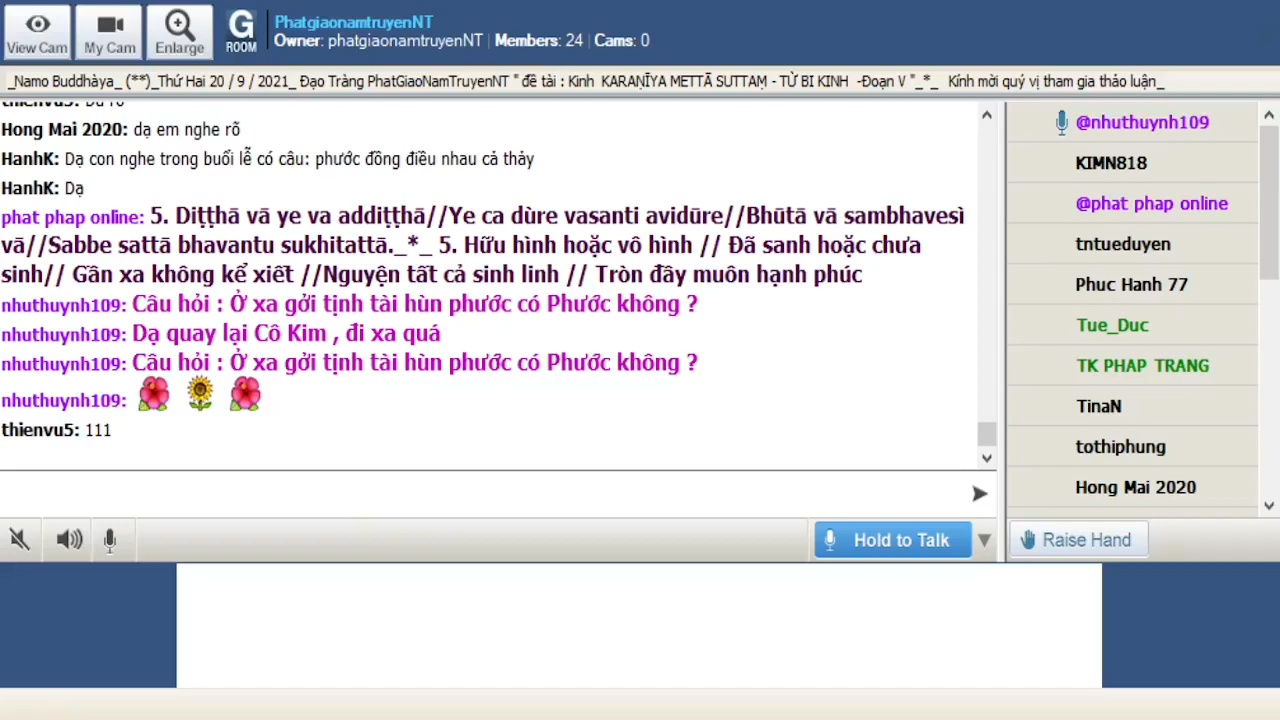 PhatgiaonamtruyenNT
View Cam
My Cam
Enlarge
G
ROOM
Owner: phatgiaonamtruyenNT | Members: 24 | Cams: 0
_Namo Buddhàya_ (**)_Thứ Hai 20 / 9 / 2021_ Đạo Tràng PhatGiaoNamTruyenNT " đề tài : Kinh KARAṆĪYA METTĀ SUTTAṂ - TỪ BI KINH -Đoạn V "_*_ Kính mời quý vị tham gia thảo luận_
Hong Mai 2020: dạ em nghe rõ
HanhK: Dạ con nghe trong buổi lễ có câu: phước đồng điều nhau cả thảy
HanhK: Dạ
phat phap online: 5. Diṭṭhā vā ye va addiṭṭhā//Ye ca dùre vasanti avidūre//Bhūtā vā sambhavesì
vā//Sabbe sattā bhavantu sukhitattā._*_ 5. Hữu hình hoặc vô hình // Đã sanh hoặc chưa
sinh// Gần xa không kể xiết //Nguyện tất cả sinh linh // Tròn đầy muôn hạnh phúc
nhuthuynh109: Câu hỏi : Ở xa gởi tịnh tài hùn phước có Phước không ?
nhuthuynh109: Dạ quay lại Cô Kim , đi xa quá
nhuthuynh109: Câu hỏi : Ở xa gởi tịnh tài hùn phước có Phước không ?
nhuthuynh109:
thienvu5: 111
@nhuthuynh109
KIMN818
@phat phap online
tntueduyen
Phuc Hanh 77
Tue_Duc
TK PHAP TRANG
TinaN
tothiphung
Hong Mai 2020
Hold to Talk
Raise Hand